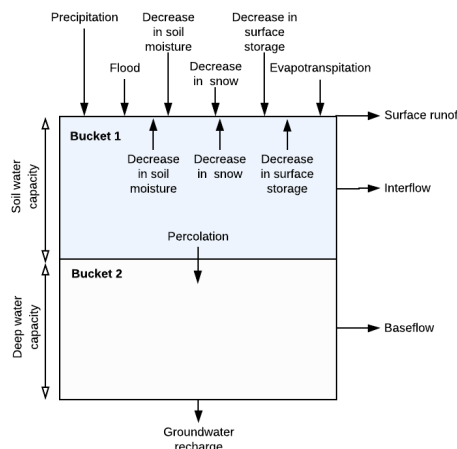 Precipitation
Decrease
in soil
moisture
Decrease in
surface
storage
Flood
Decrease
in snow
Evapotranspitation
Surface runof
Bucket 1
Decrease
in soil
moisture
Decrease
in snow
Decrease
in surface
storage
Soil water
capacity
Interflow
Percolation
Bucket 2
Deep water
capacity
Baseflow
Groundwater
recharge